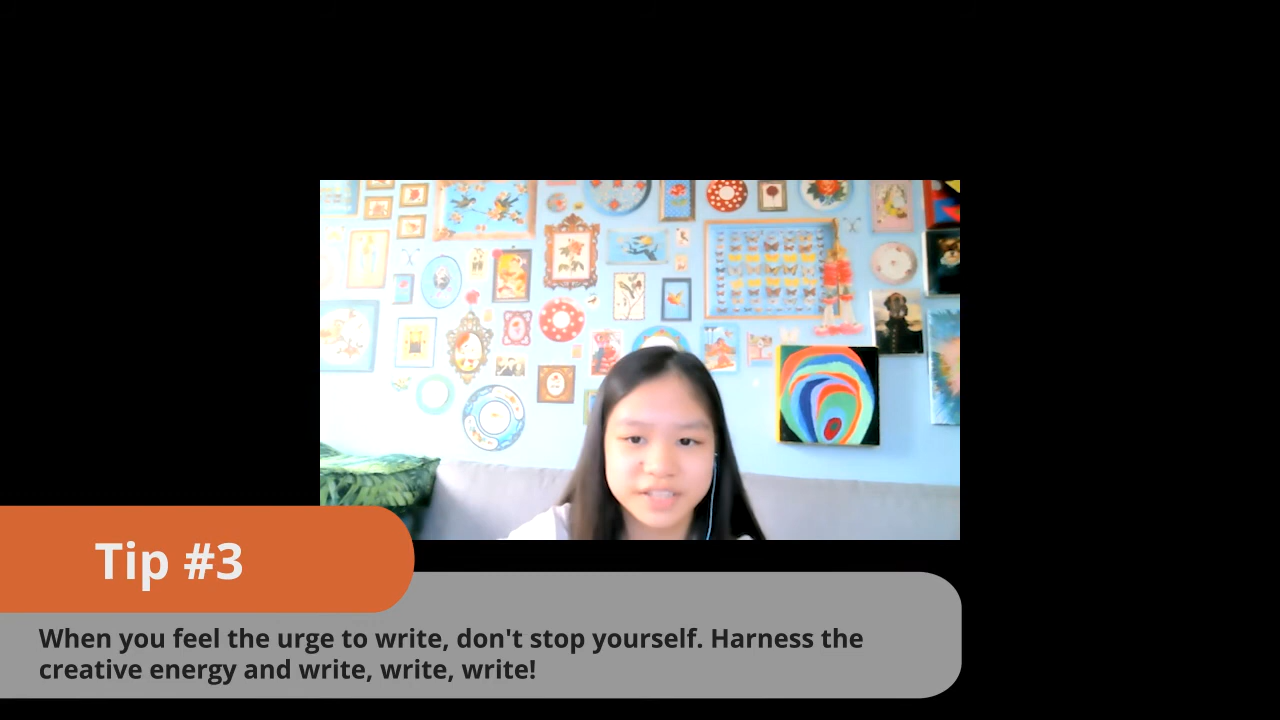 Tip #3
When you feel the urge to write, don't stop yourself. Harness the
creative energy and write, write, write!